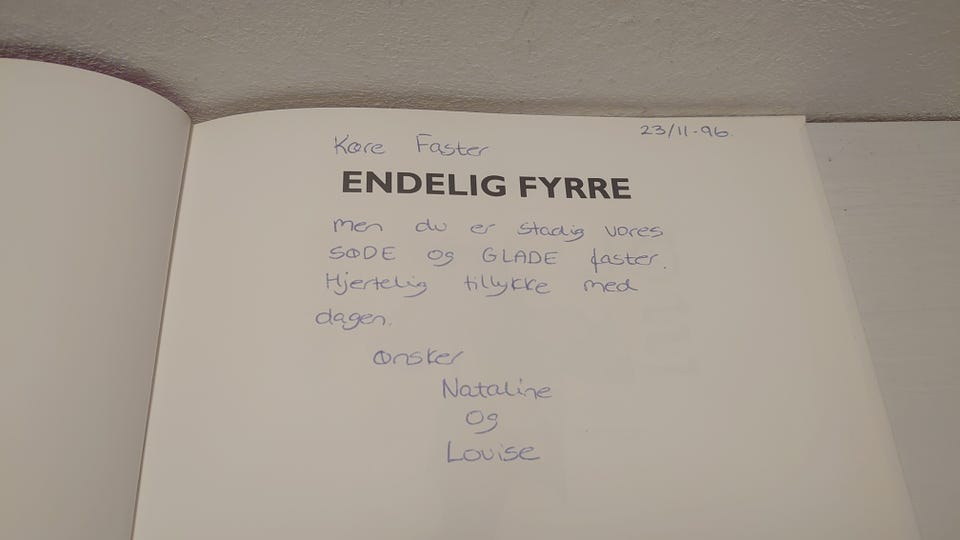 23/11-96.
Kære Faster
ENDELIG FYRRE
men du er stadig vores
SØDE og GLADE faster.
Hjertelig tillykke med
dagen.
Ønsker
Nataline
og
Louise